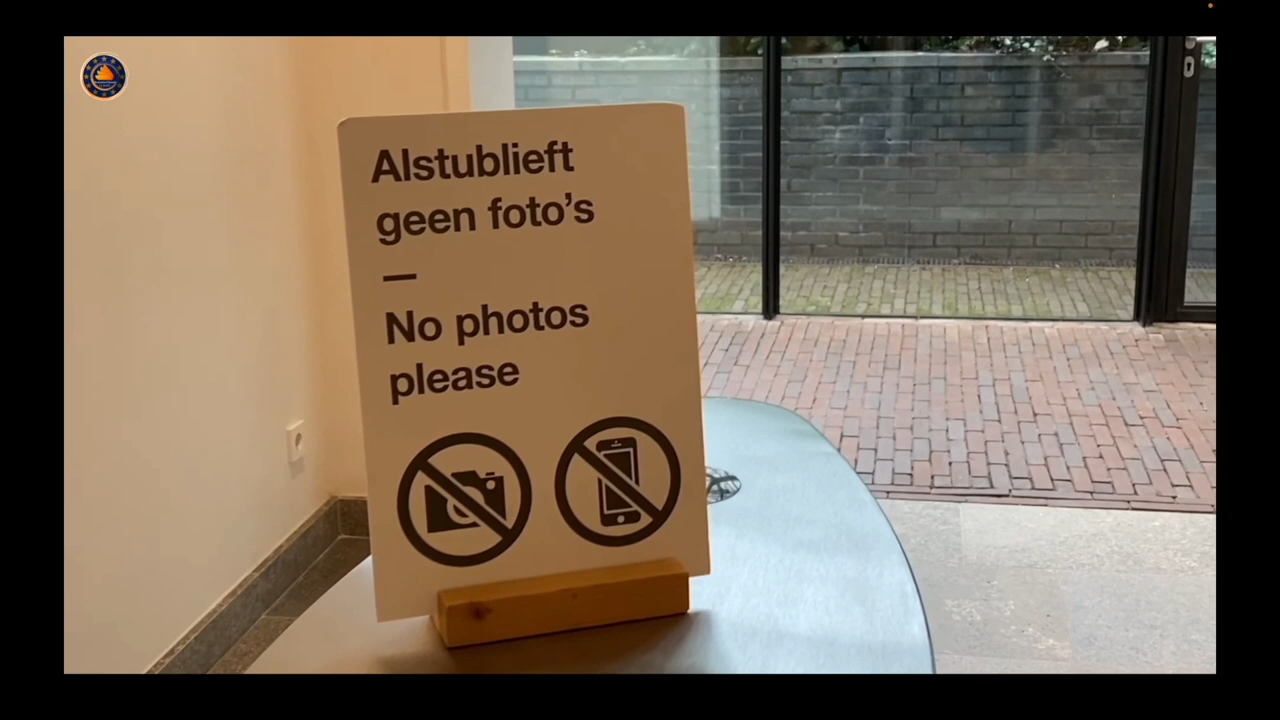 Alstublieft
geen foto's
—
No photos
please